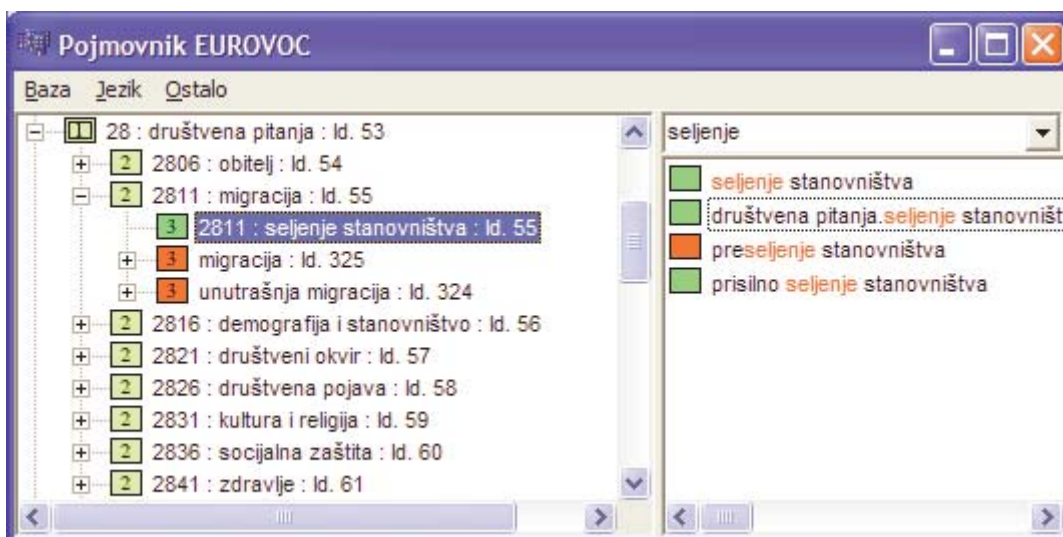 Pojmovnik EUROVOC
Baza Jezik Ostalo
1 28 : društvena pitanja : Id. 53
2 2806 : obitelj : Id. 54
2 2811 : migracija : Id. 55
3 2811 : seljenje stanovništva : Id. 55
3 migracija : Id. 325
3 unutrašnja migracija : Id. 324
2 2816 : demografija i stanovništvo : Id. 56
2 2821 : društveni okvir : Id. 57
2 2826 : društvena pojava : Id. 58
2 2831 : kultura i religija : Id. 59
2 2836 : socijalna zaštita : Id. 60
2 2841 : zdravlje : Id. 61
seljenje
seljenje stanovništva
društvena pitanja.seljenje stanovništ
preseljenje stanovništva
prisilno seljenje stanovništva